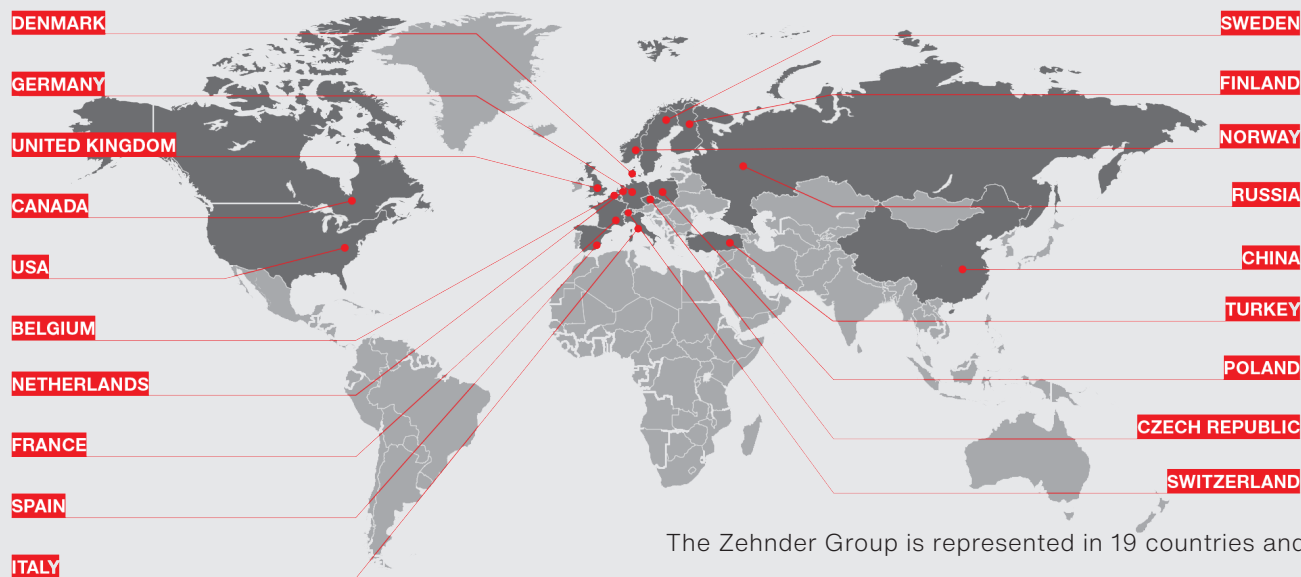 DENMARK
GERMANY
UNITED KINGDOM
CANADA
USA
BELGIUM
NETHERLANDS
FRANCE
SPAIN
ITALY
SWEDEN
FINLAND
NORWAY
RUSSIA
CHINA
TURKEY
POLAND
CZECH REPUBLIC
SWITZERLAND
The Zehnder Group is represented in 19 countries and